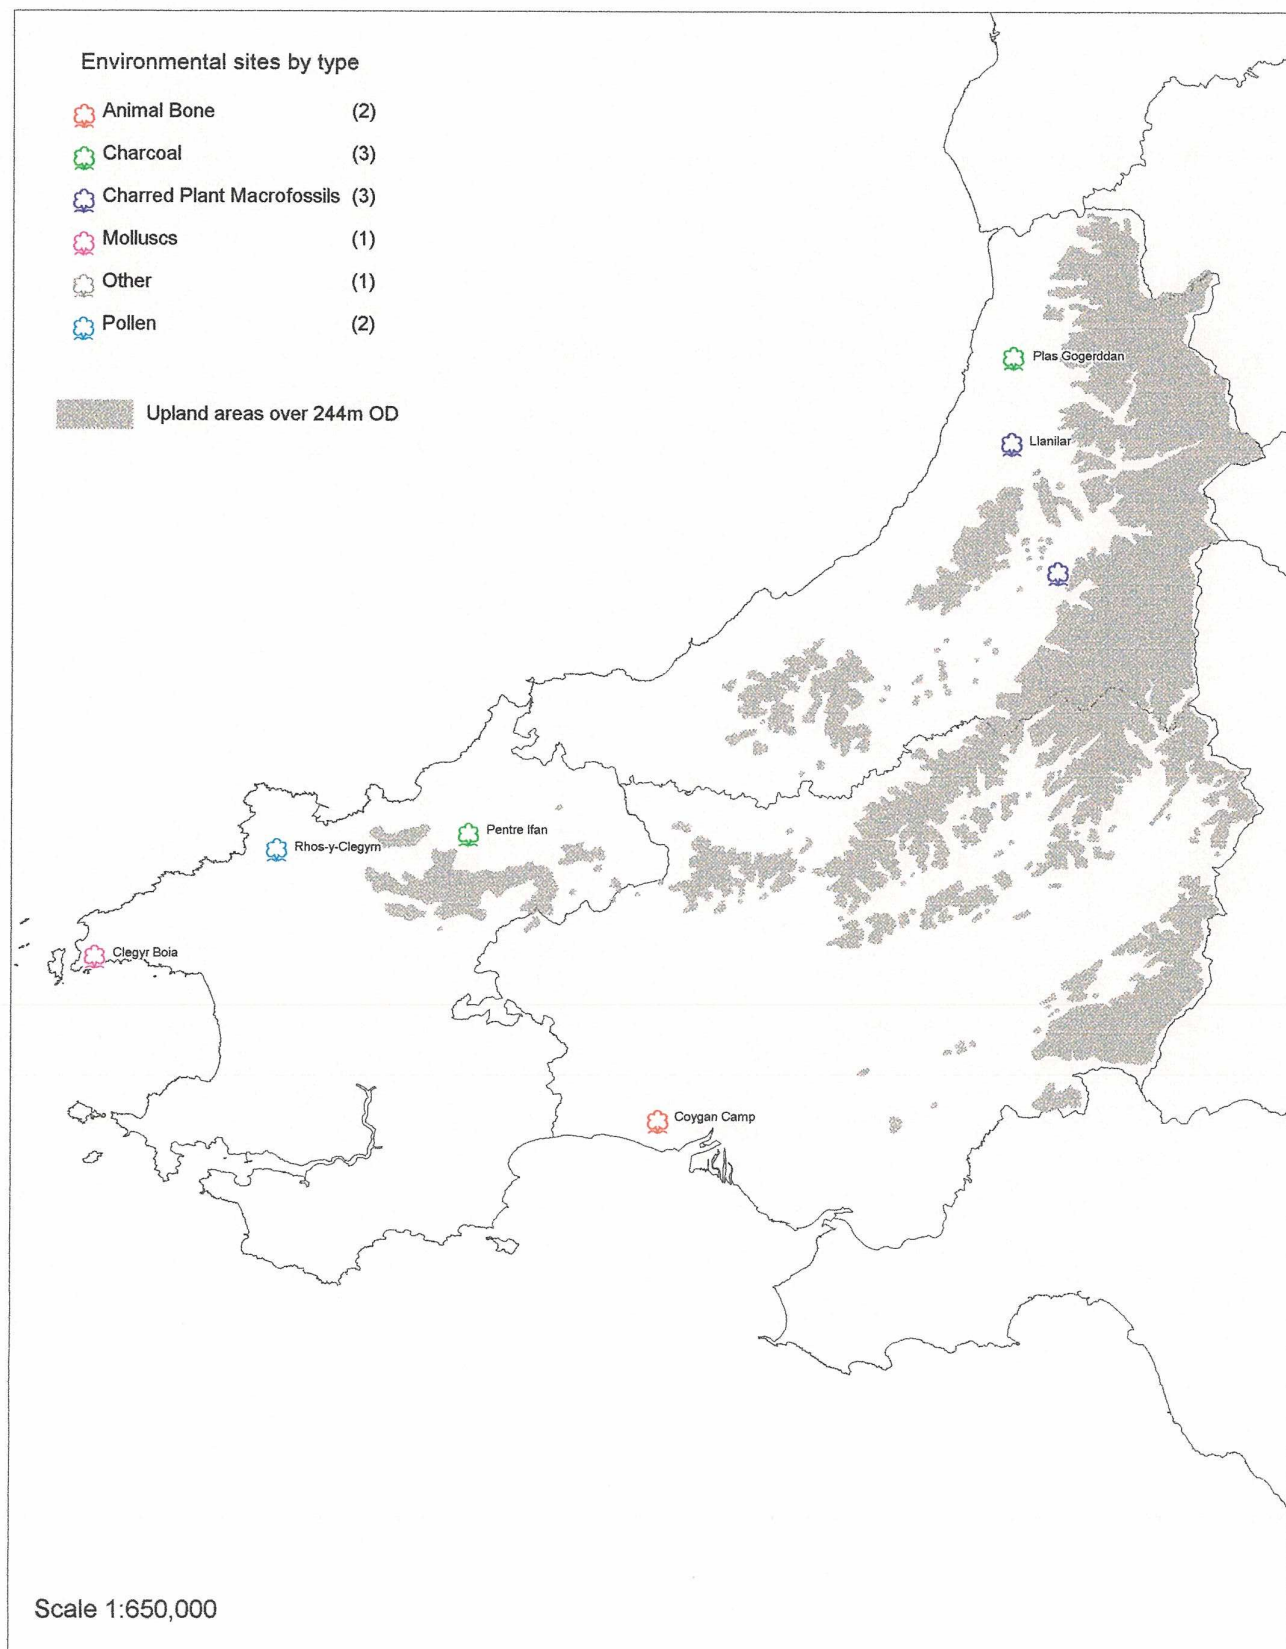 Environmental sites by type
Animal Bone (2)
Charcoal (3)
Charred Plant Macrofossils (3)
Molluscs (1)
Other (1)
Pollen (2)
Upland areas over 244m OD
Plas Gogerddan
Llanilar
Pentre Ifan
Rhos-y-Clegyrn
Clegyr Boia
Coygan Camp
Scale 1:650,000